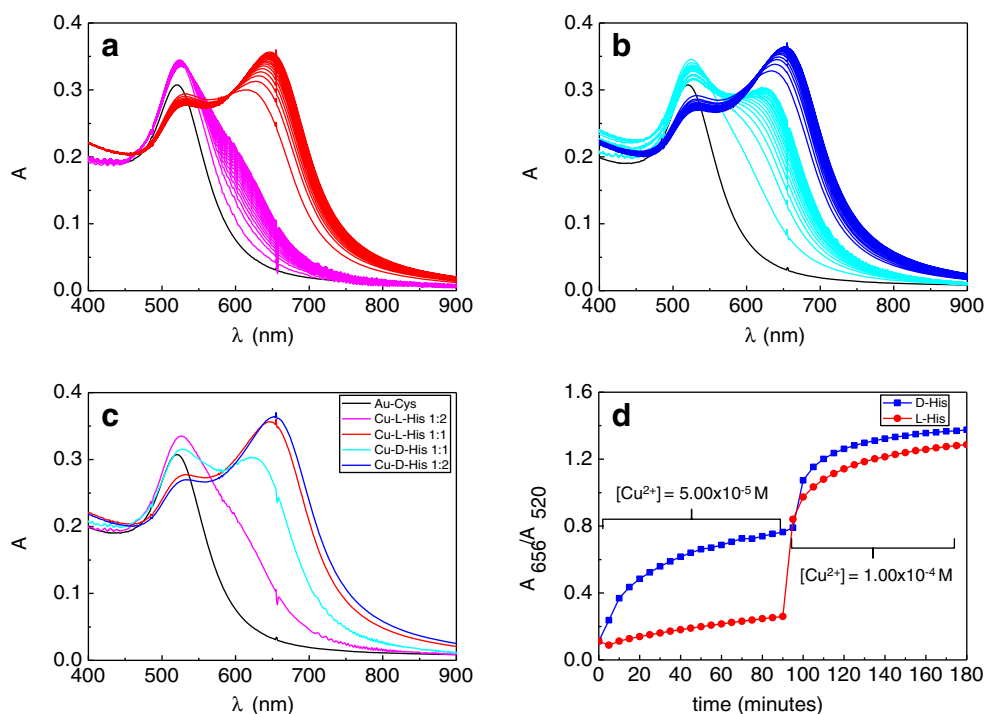 a
0.4
0.3
0.2
0.1
0.0
A
400 500 600 700 800 900
λ (nm)
b
0.4
0.3
0.2
0.1
0.0
A
400 500 600 700 800 900
λ (nm)
c
0.4
0.3
0.2
0.1
0.0
A
400 500 600 700 800 900
λ (nm)
Au-Cys
Cu-L-His 1:2
Cu-L-His 1:1
Cu-D-His 1:1
Cu-D-His 1:2
d
1.6
1.2
0.8
0.4
0.0
A 656/A 520
D-His
L-His
[Cu²⁺] = 5.00x10⁻⁵ M
[Cu²⁺] = 1.00x10⁻⁴ M
0 20 40 60 80 100 120 140 160 180
time (minutes)